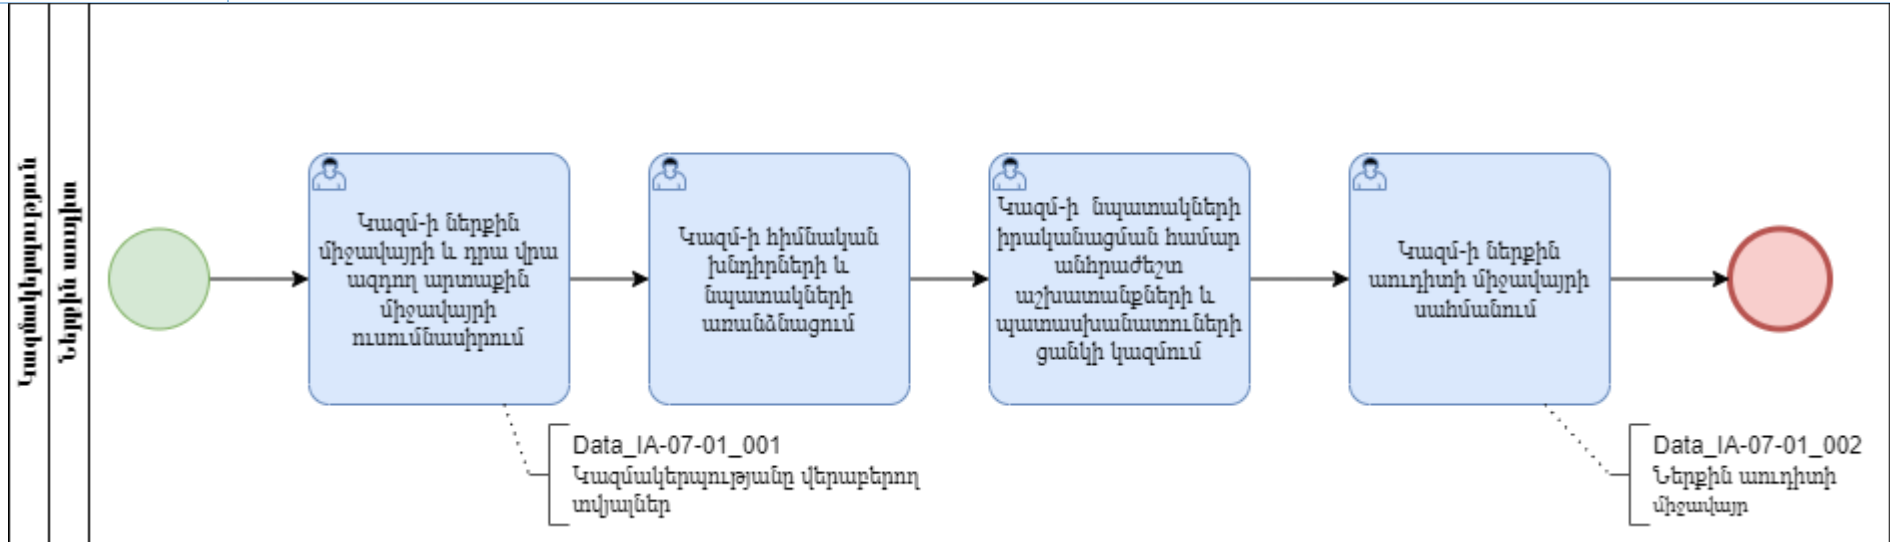 Կազմակերպություն
Ներքին աուդիտ
Կազմ-ի ներքին
միջավայրի և դրա վրա
ազդող արտաքին
միջավայրի
ուսումնասիրում
Կազմ-ի հիմնական
խնդիրների և
նպատակների
առանձնացում
Կազմ-ի նպատակների
իրականացման համար
անհրաժեշտ
աշխատանքների և
պատասխանատուների
ցանկի կազմում
Կազմ-ի ներքին
աուդիտի միջավայրի
սահմանում
Data_IA-07-01_001
Կազմակերպությանը վերաբերող
տվյալներ
Data_IA-07-01_002
Ներքին աուդիտի
միջավայր